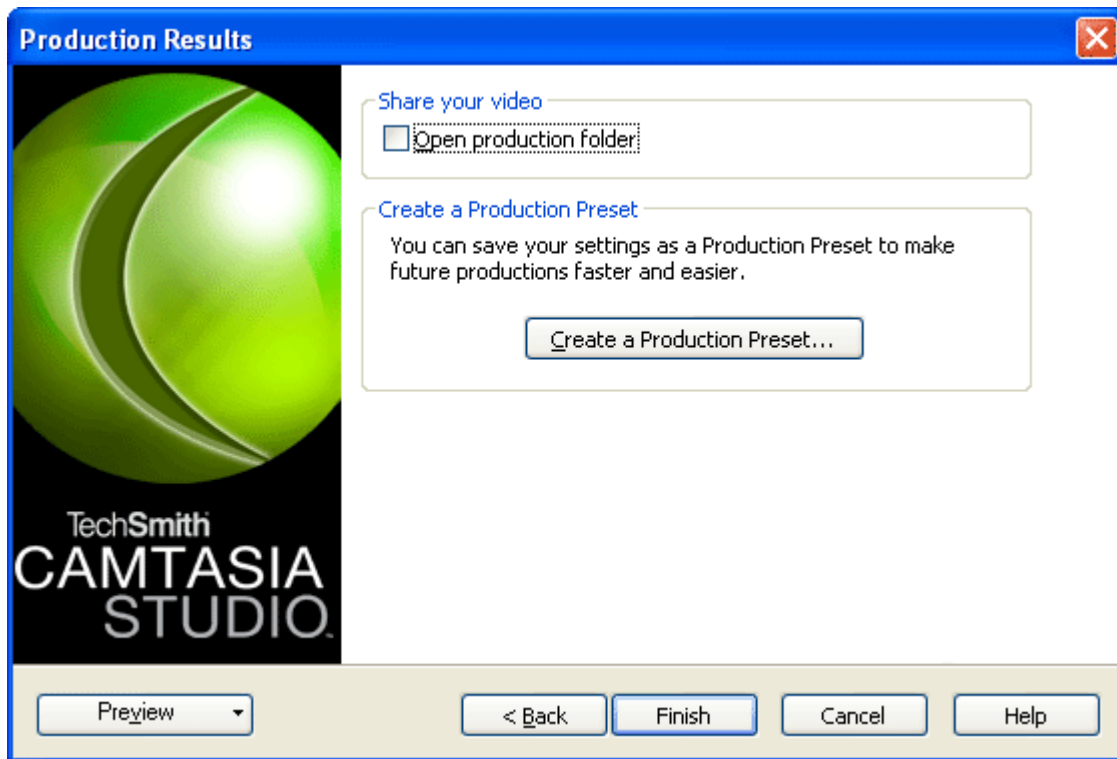 Production Results
Share your video
Open production folder
Create a Production Preset
You can save your settings as a Production Preset to make
future productions faster and easier.
Create a Production Preset...
TechSmith
CAMTASIA
STUDIO™
Preview
< Back
Finish
Cancel
Help